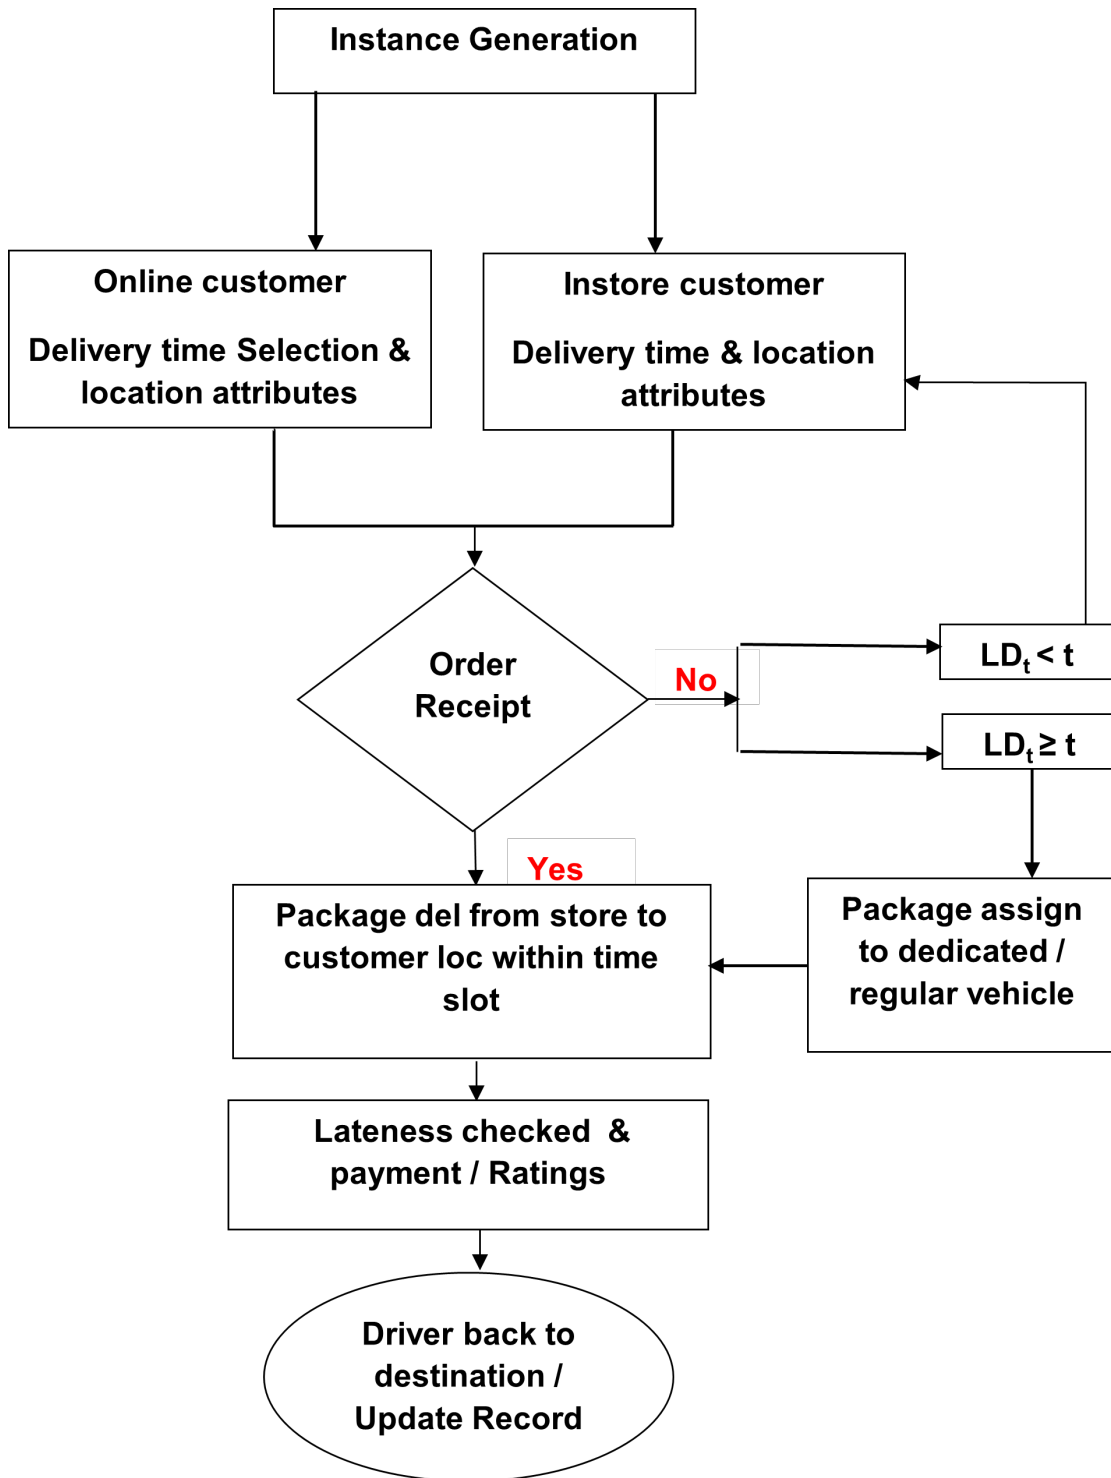 Instance Generation
Online customer
Delivery time Selection &
location attributes
Instore customer
Delivery time & location
attributes
Order
Receipt
No
LDt < t
LDt ≥ t
Yes
Package del from store to
customer loc within time
slot
Package assign
to dedicated /
regular vehicle
Lateness checked &
payment / Ratings
Driver back to
destination /
Update Record